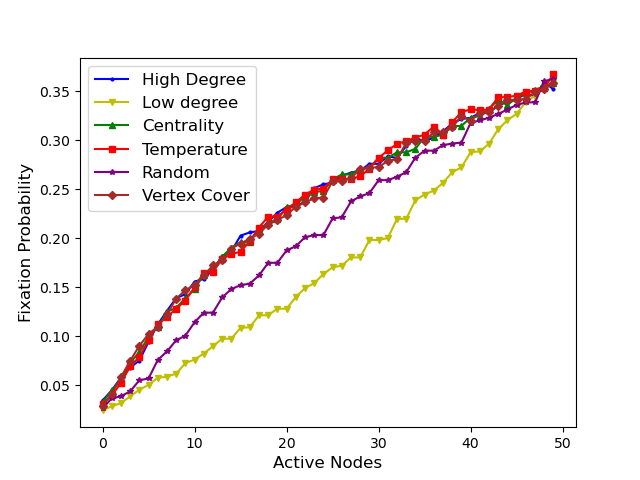 High Degree
Low degree
Centrality
Temperature
Random
Vertex Cover
Fixation Probability
0.35
0.30
0.25
0.20
0.15
0.10
0.05
0 10 20 30 40 50
Active Nodes